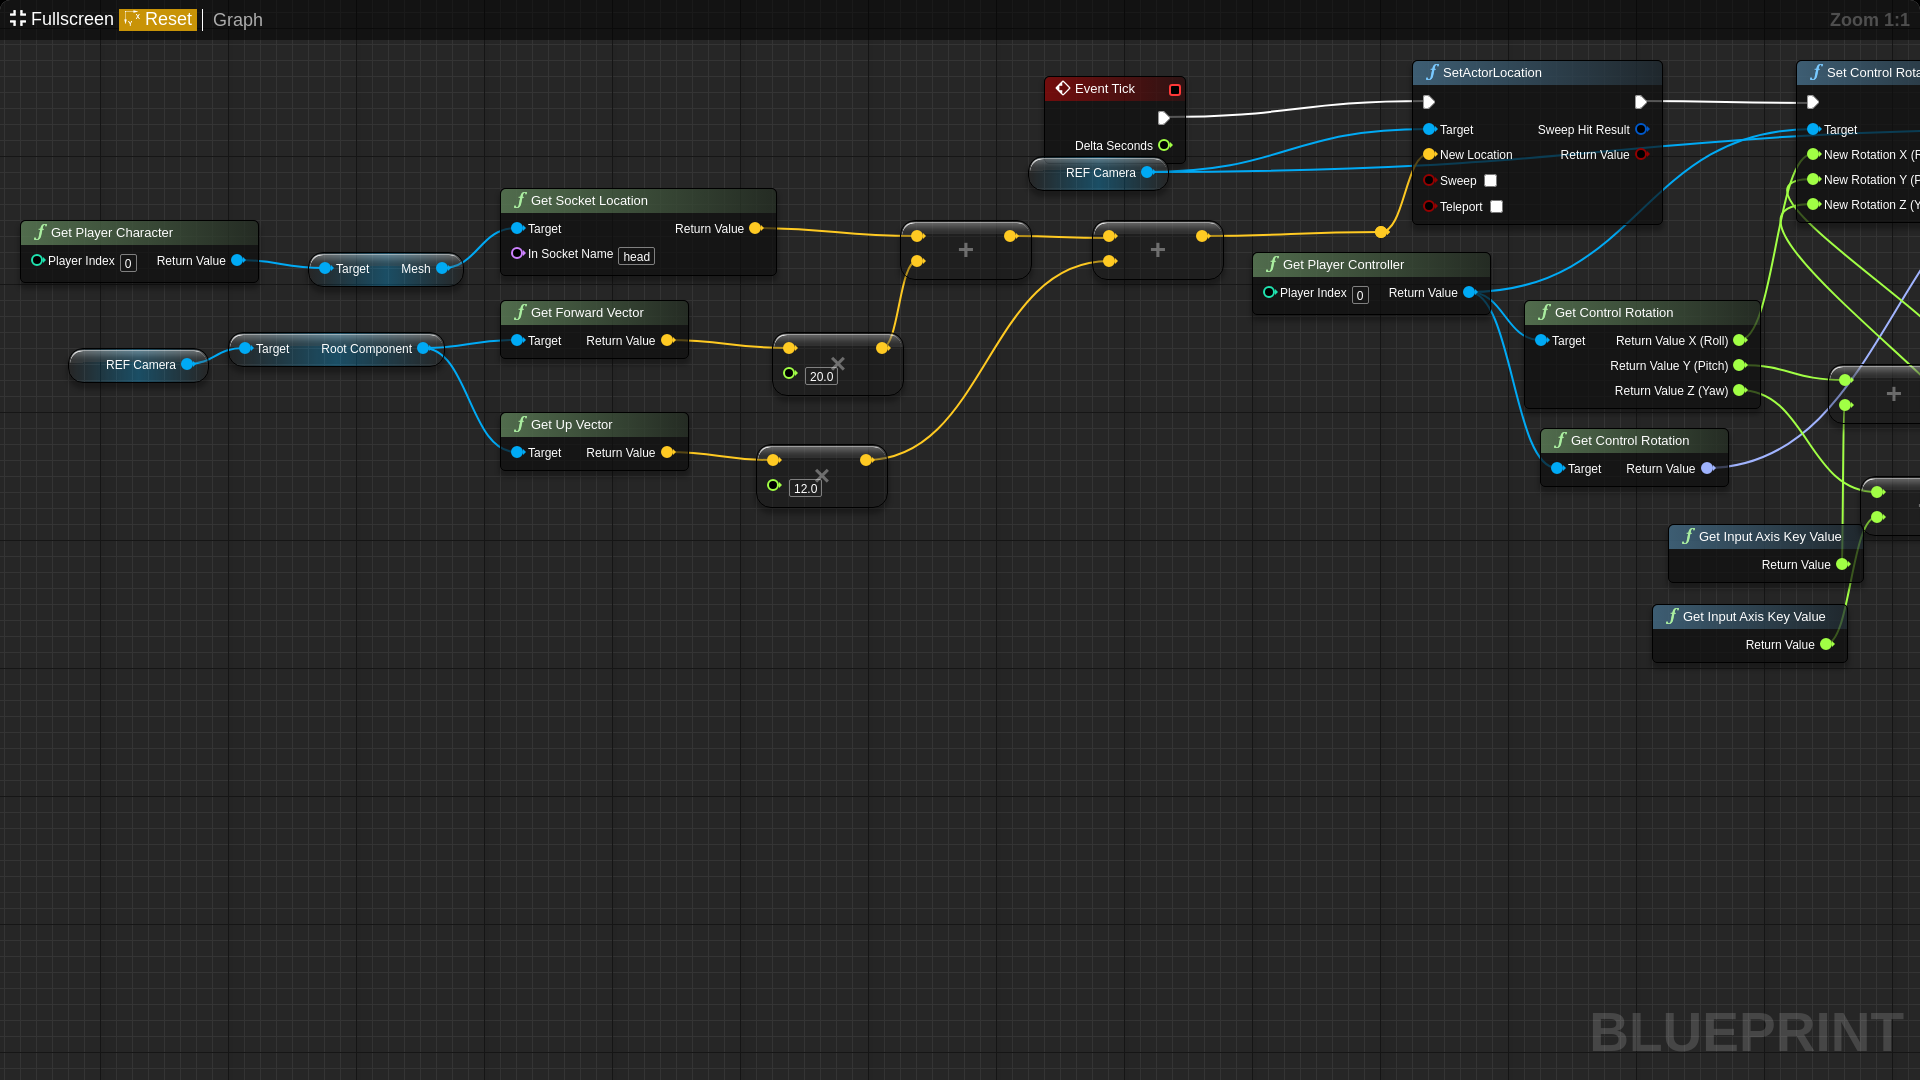 Fullscreen Reset Graph
Zoom 1:1
Event Tick
Delta Seconds
REF Camera
SetActorLocation
Target Sweep Hit Result
New Location Return Value
Sweep
Teleport
Set Control Rota
Target
New Rotation X (R
New Rotation Y (P
New Rotation Z (Y
Get Player Character
Player Index 0 Return Value
Target Mesh
Get Socket Location
Target Return Value
In Socket Name head
+
+
Get Player Controller
Player Index 0 Return Value
REF Camera
Target Root Component
Get Forward Vector
Target Return Value
×
20.0
Get Up Vector
Target Return Value
×
12.0
Get Control Rotation
Target Return Value X (Roll)
Return Value Y (Pitch)
Return Value Z (Yaw)
+
Get Control Rotation
Target Return Value
Get Input Axis Key Value
Return Value
Get Input Axis Key Value
Return Value
BLUEPRINT